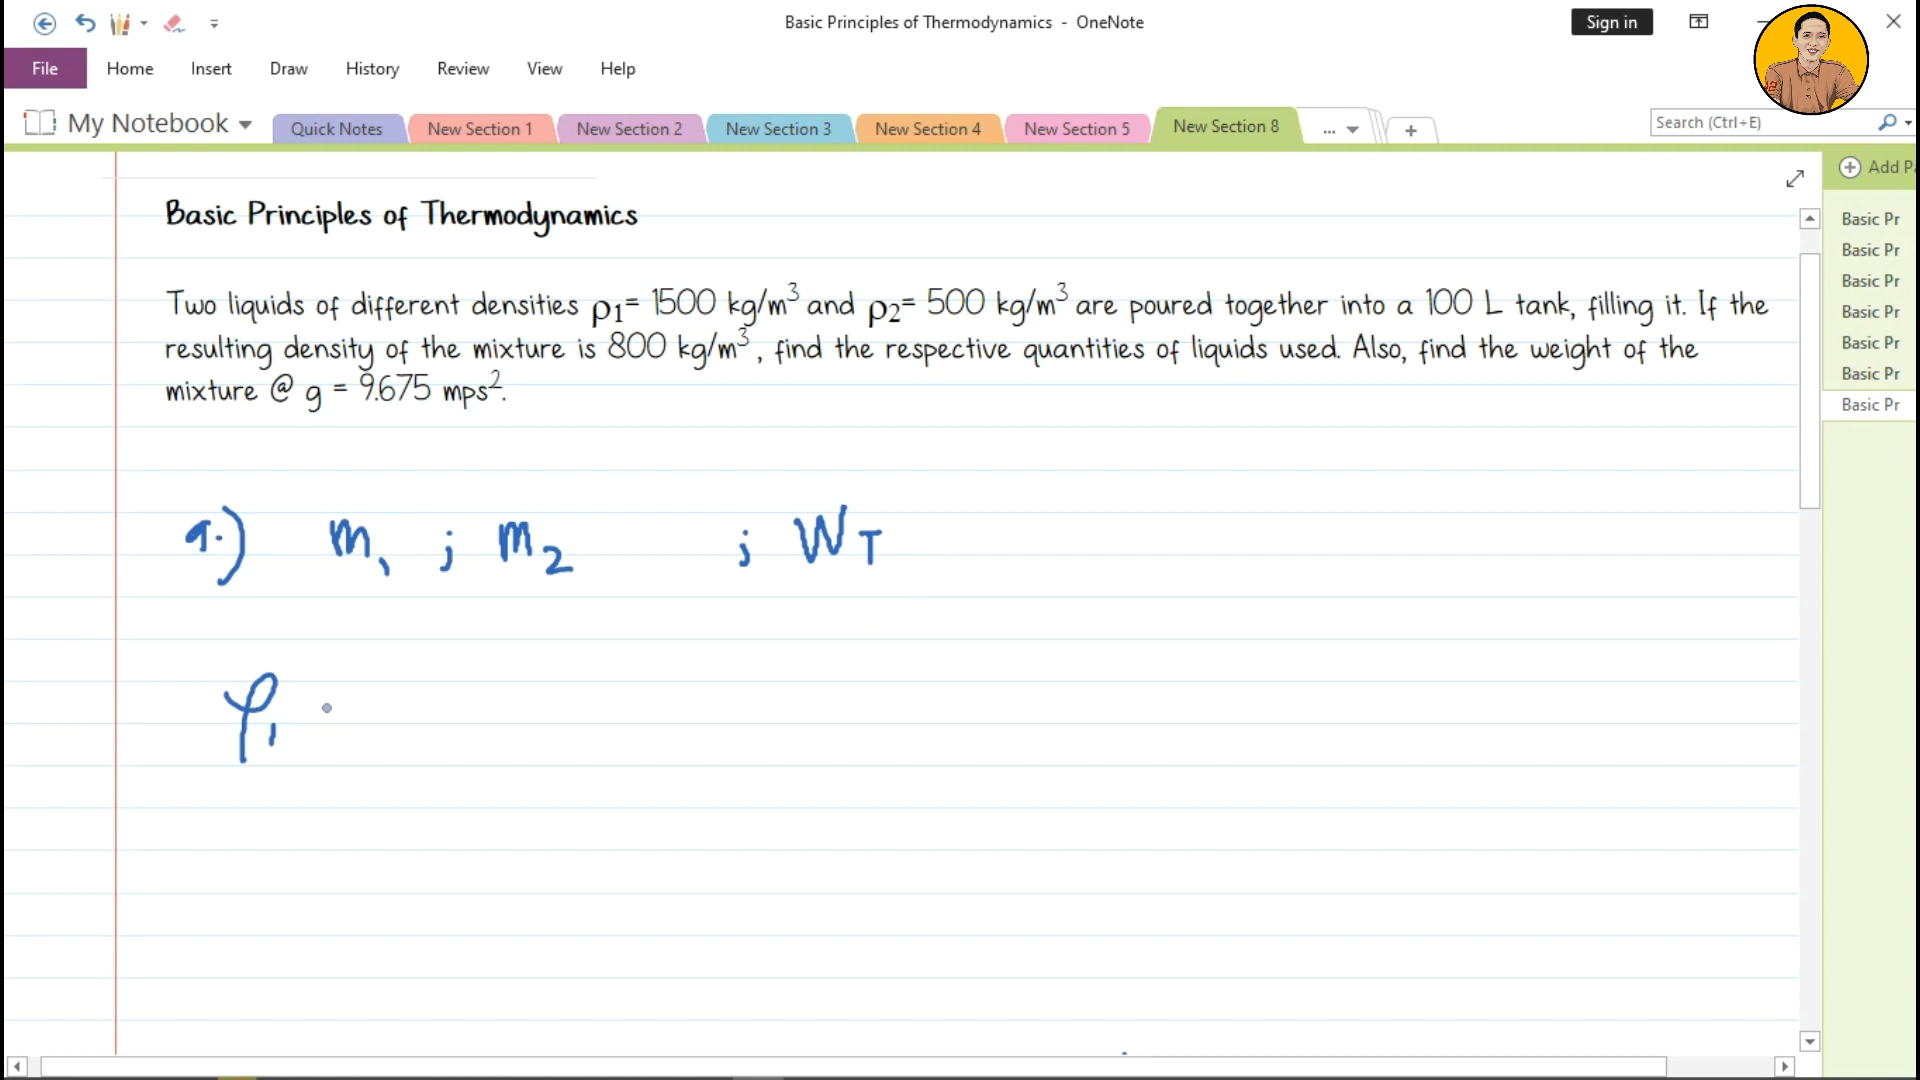 Basic Principles of Thermodynamics - OneNote
Sign in
File Home Insert Draw History Review View Help
My Notebook Quick Notes New Section 1 New Section 2 New Section 3 New Section 4 New Section 5 New Section 8 ... + Search (Ctrl+E)
Add P
Basic Principles of Thermodynamics
Two liquids of different densities ρ1= 1500 kg/m³ and ρ2= 500 kg/m³ are poured together into a 100 L tank, filling it. If the
resulting density of the mixture is 800 kg/m³ , find the respective quantities of liquids used. Also, find the weight of the
mixture @ g = 9.675 mps².
a.) m₁ ; m₂ ; W_T
ρ₁
Basic Pr
Basic Pr
Basic Pr
Basic Pr
Basic Pr
Basic Pr
Basic Pr